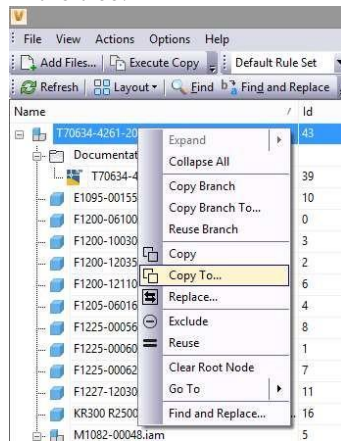 File View Actions Options Help
Add Files... Execute Copy Default Rule Set
Refresh Layout Find Find and Replace
Name / Id
T70634-4261-20 43
Documentat
T70634-4 39
E1095-00155 10
F1200-06100 0
F1200-10030 3
F1200-12035 2
F1200-12110 6
F1205-06016 4
F1225-00056 8
F1225-00060 1
F1225-00062 7
F1227-12030 11
KR300 R2500 16
M1082-00048.iam 5
Expand
Collapse All
Copy Branch
Copy Branch To...
Reuse Branch
Copy
Copy To...
Replace...
Exclude
Reuse
Clear Root Node
Go To
Find and Replace...